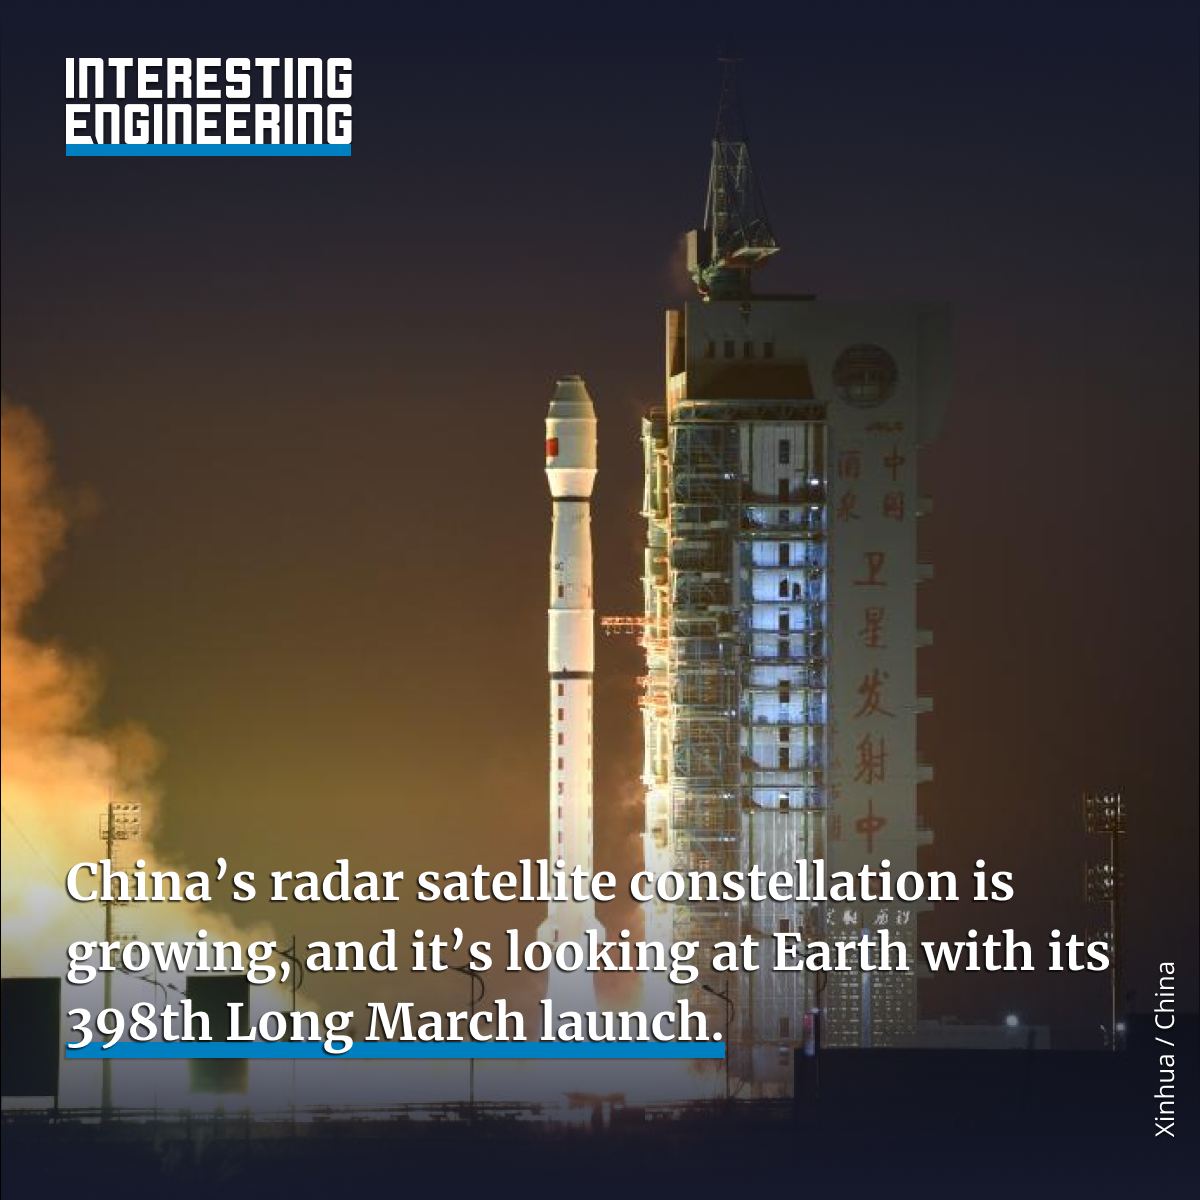 INTERESTING
ENGINEERING
酒泉
中国
卫星发射中
China’s radar satellite constellation is
growing, and it’s looking at Earth with its
398th Long March launch.
Xinhua / China